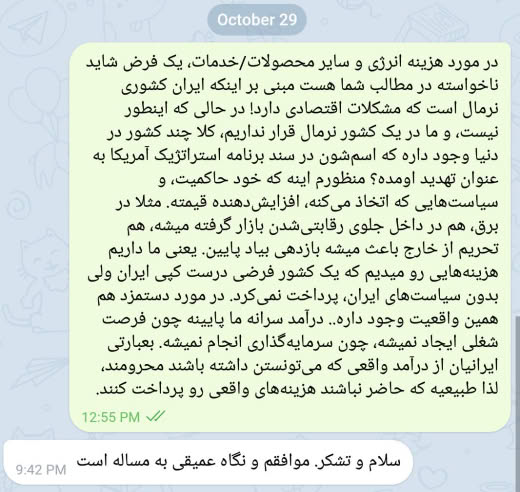 October 29
در مورد هزینه انرژی و سایر محصولات/خدمات، یک فرض شاید
ناخواسته در مطالب شما هست مبنی بر اینکه ایران کشوری
نرمال است که مشکلات اقتصادی دارد! در حالی که اینطور
نیست، و ما در یک کشور نرمال قرار نداریم، کلا چند کشور در
دنیا وجود داره که اسم‌شون در سند برنامه استراتژیک آمریکا به
عنوان تهدید اومده؟ منظورم اینه که خود حاکمیت، و
سیاست‌هایی که اتخاذ می‌کنه، افزایش‌دهنده قیمته. مثلا در
برق، هم در داخل جلوی رقابتی‌شدن بازار گرفته میشه، هم
تحریم از خارج باعث میشه بازدهی بیاد پایین. یعنی ما داریم
هزینه‌هایی رو میدیم که یک کشور فرضی درست کپی ایران ولی
بدون سیاست‌های ایران، پرداخت نمی‌کرد. در مورد دستمزد هم
همین واقعیت وجود داره.. درآمد سرانه ما پایینه چون فرصت
شغلی ایجاد نمیشه، چون سرمایه‌گذاری انجام نمیشه. بعبارتی
ایرانیان از درآمد واقعی که می‌تونستن داشته باشند محرومند،
لذا طبیعیه که حاضر نباشند هزینه‌های واقعی رو پرداخت کنند.
12:55 PM
سلام و تشکر. موافقم و نگاه عمیقی به مساله است
9:42 PM